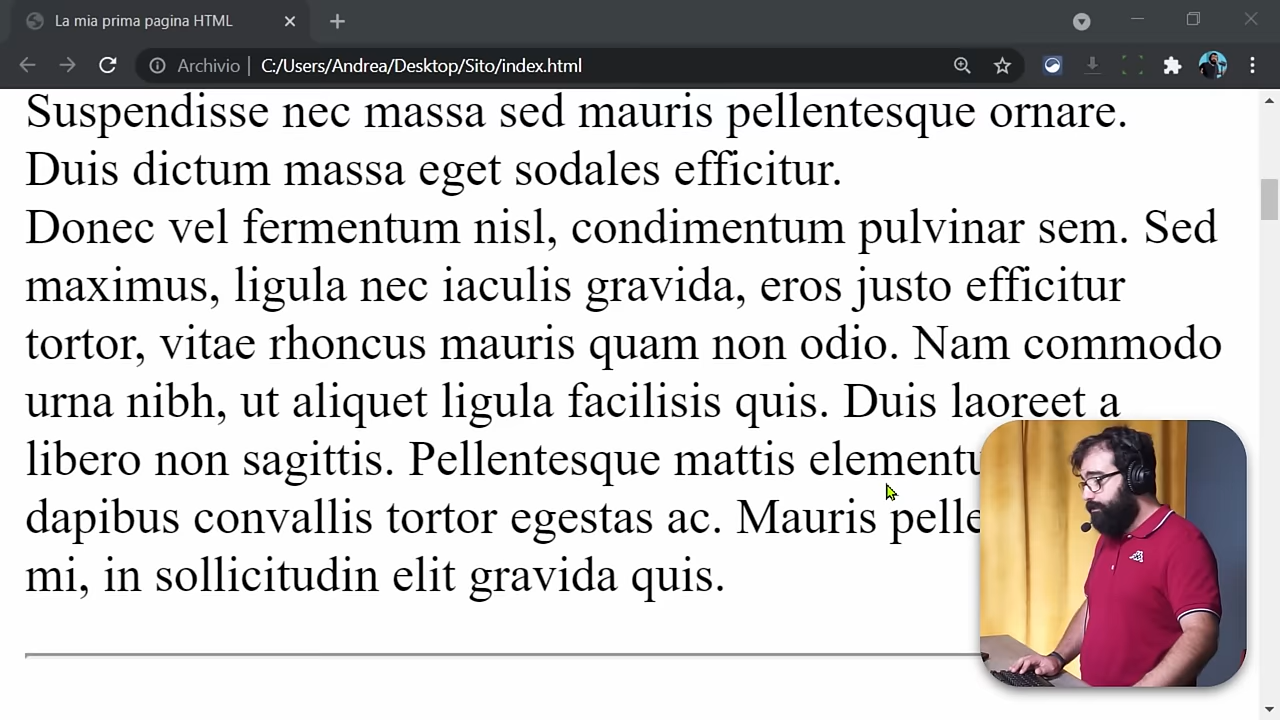 La mia prima pagina HTML
Archivio | C:/Users/Andrea/Desktop/Sito/index.html
Suspendisse nec massa sed mauris pellentesque ornare.
Duis dictum massa eget sodales efficitur.
Donec vel fermentum nisl, condimentum pulvinar sem. Sed
maximus, ligula nec iaculis gravida, eros justo efficitur
tortor, vitae rhoncus mauris quam non odio. Nam commodo
urna nibh, ut aliquet ligula facilisis quis. Duis laoreet a
libero non sagittis. Pellentesque mattis
dapibus convallis tortor egestas ac. Mauris
mi, in sollicitudin elit gravida quis.